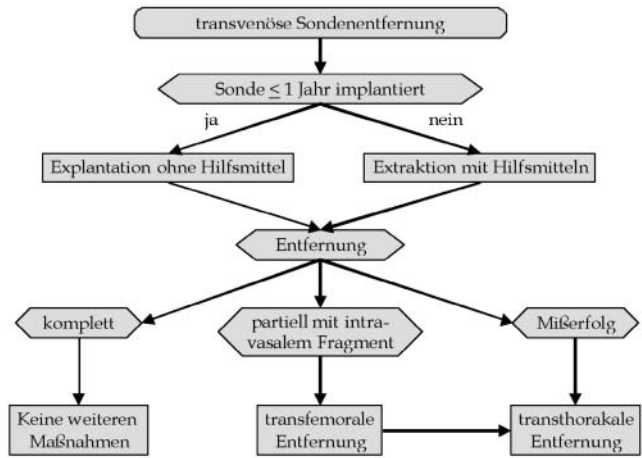 transvenöse Sondenentfernung
Sonde ≤ 1 Jahr implantiert
ja
nein
Explantation ohne Hilfsmittel
Extraktion mit Hilfsmitteln
Entfernung
komplett
partiell mit intra-
vasalem Fragment
Mißerfolg
Keine weiteren
Maßnahmen
transfemorale
Entfernung
transthorakale
Entfernung